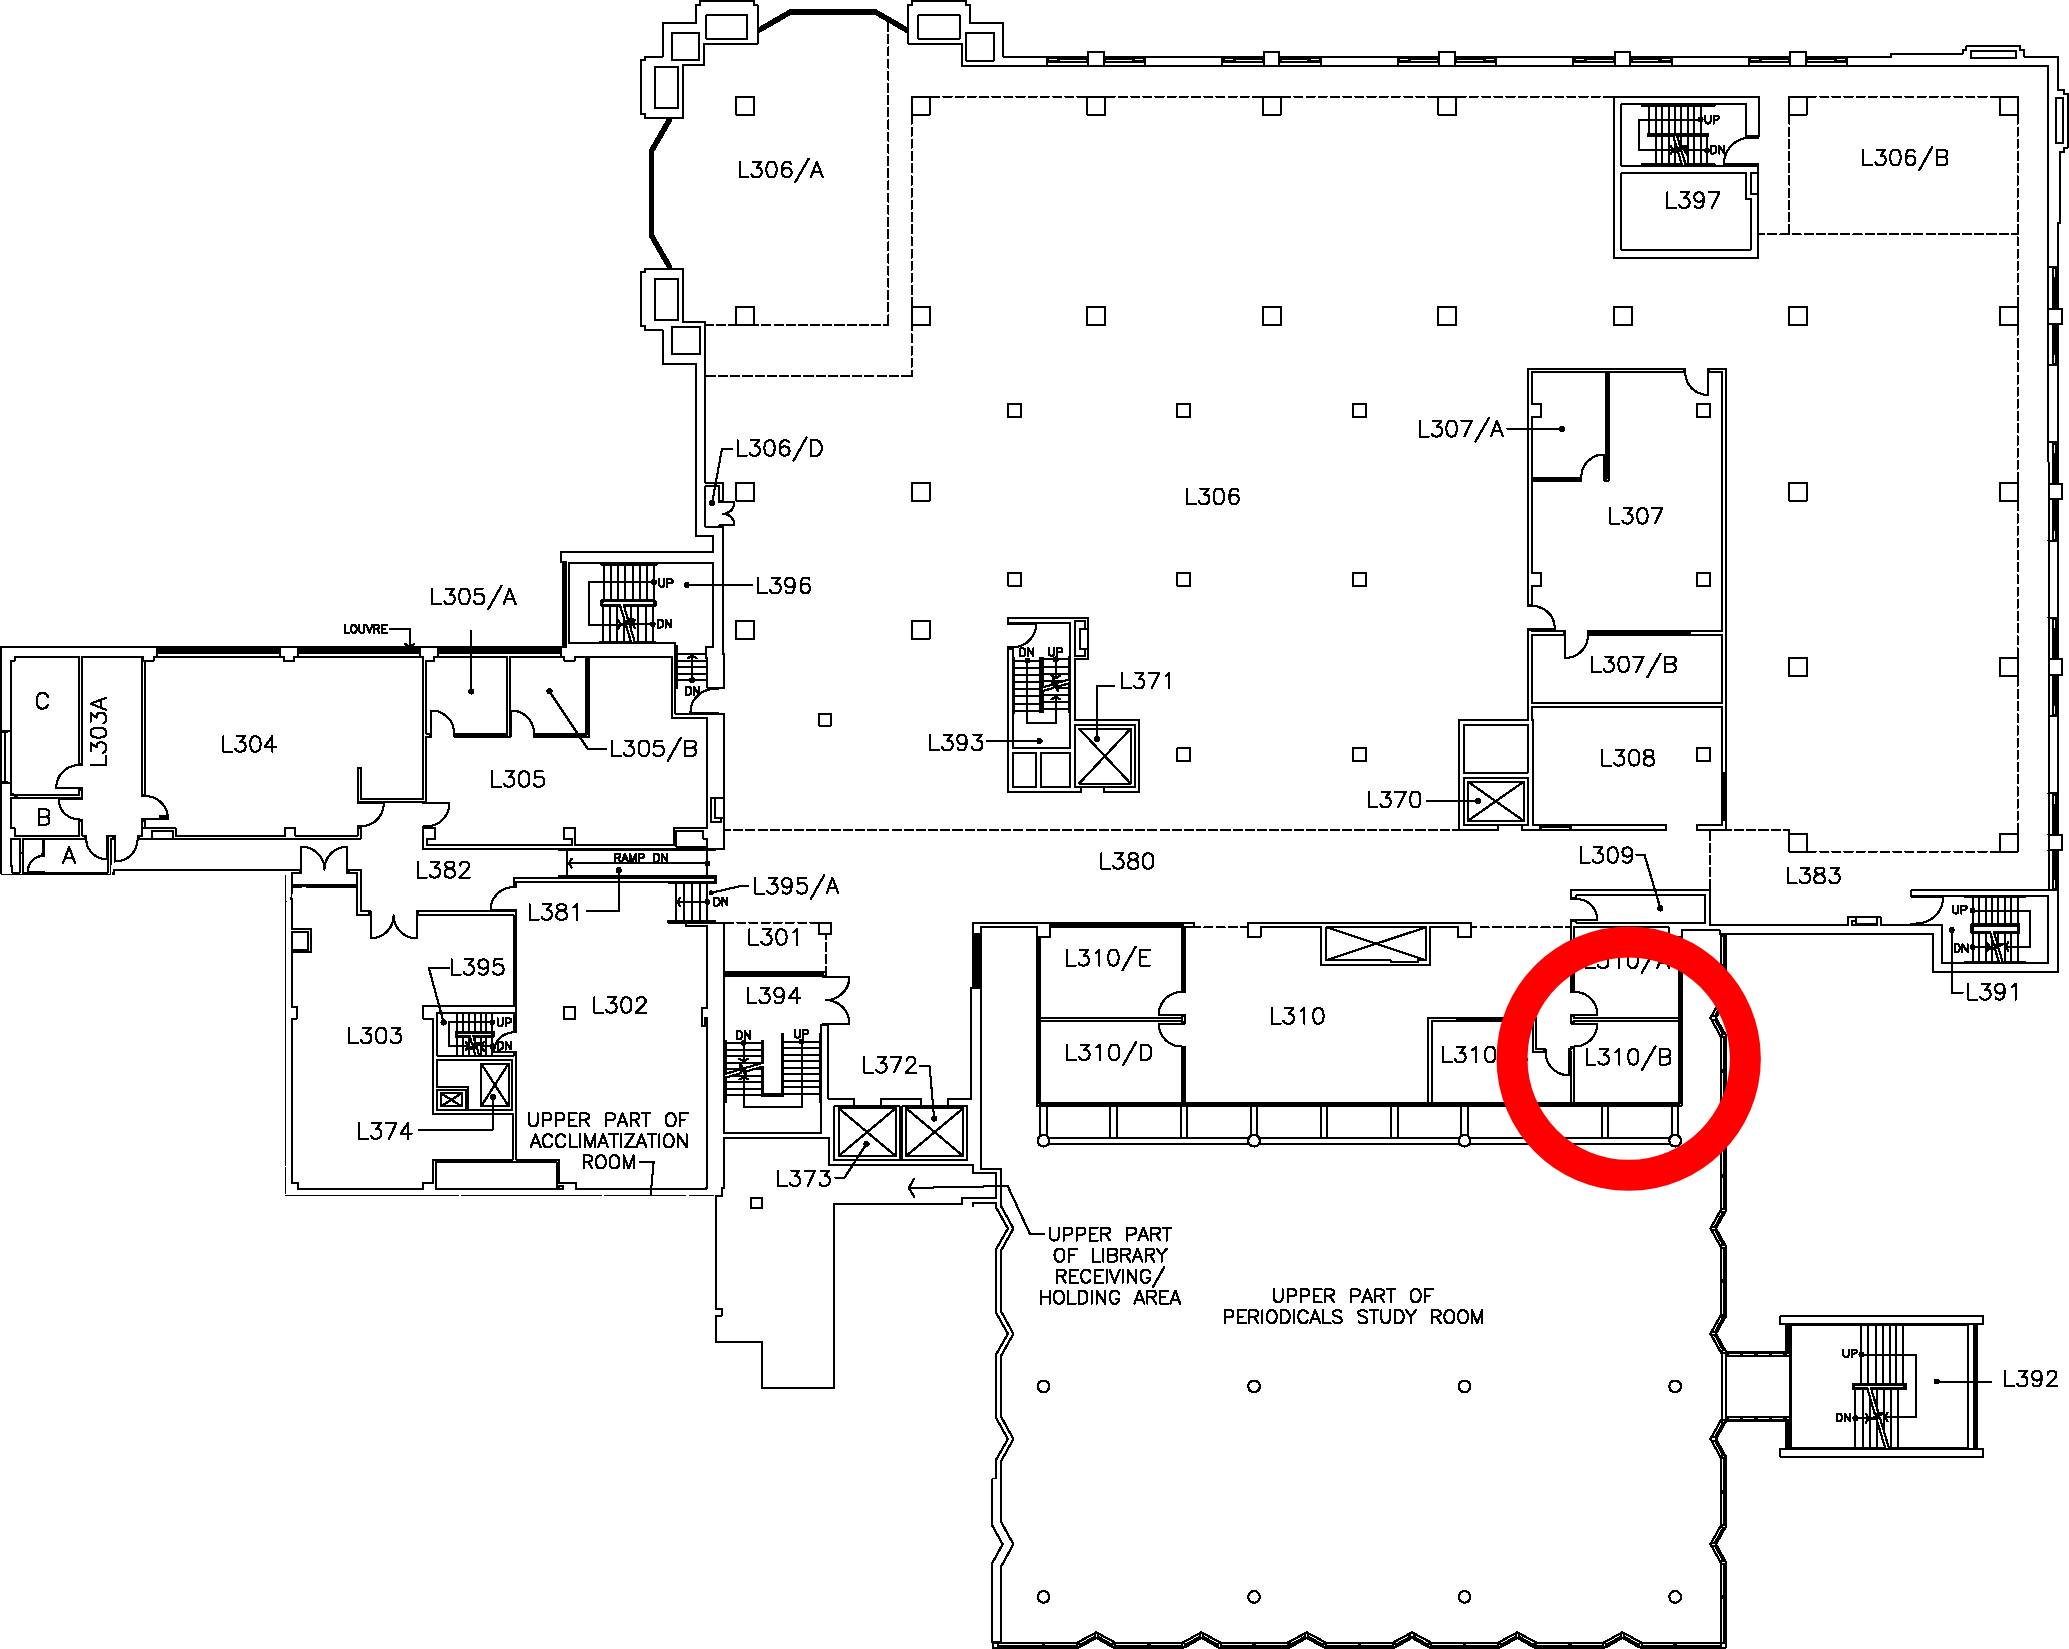 L306/A
UP
DN
L306/B
L397
L307/A
L306/D
L306
L307
UP
DN
L396
L305/A
LOUVRE
DN
UP
L307/B
L371
DN
C
L303A
L304
L305/B
L393
L305
L308
L370
B
A
L382
RAMP DN
L380
L309
L383
L395/A
DN
L381
UP
DN
L301
L310/E
L310/A
L395
L394
L391
L302
L303
UP
DN
L310
DN
UP
L310/D
L310
L310/B
L372
L374
UPPER PART OF
ACCLIMATIZATION
ROOM
L373
UPPER PART
OF LIBRARY
RECEIVING/
HOLDING AREA
UPPER PART OF
PERIODICALS STUDY ROOM
UP
DN
L392